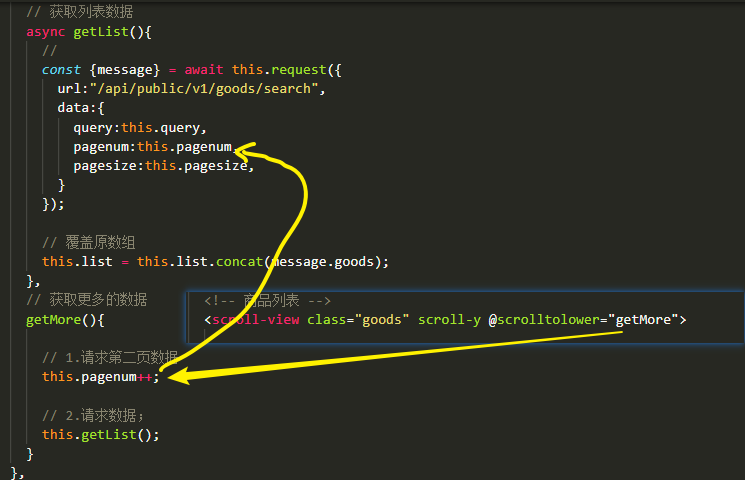 // 获取列表数据
async getList(){
//
const {message} = await this.request({
url:"/api/public/v1/goods/search",
data:{
query:this.query,
pagenum:this.pagenum,
pagesize:this.pagesize,
}
});
// 覆盖原数组
this.list = this.list.concat(message.goods);
},
// 获取更多的数据
getMore(){
<!-- 商品列表 -->
<scroll-view class="goods" scroll-y @scrolltolower="getMore">
// 1.请求第二页数据
this.pagenum++;
// 2.请求数据；
this.getList();
}
},